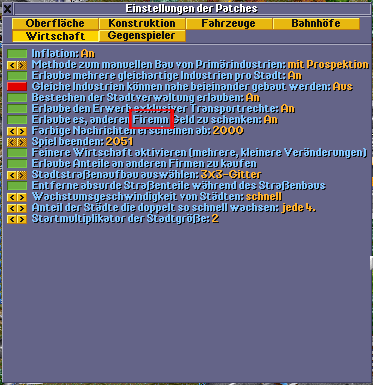 Einstellungen der Patches
Oberfläche Konstruktion Fahrzeuge Bahnhöfe
Wirtschaft Gegenspieler
Inflation: An
Methode zum manuellen Bau von Primärindustrien: mit Prospektion
Erlaube mehrere gleichartige Industrien pro Stadt: An
Gleiche Industrien können nahe beieinander gebaut werden: Aus
Bestechen der Stadtverwaltung erlauben: An
Erlaube den Erwerb exklusiver Transportrechte: An
Erlaube es, anderen Firemn Geld zu schenken: An
Farbige Nachrichten erscheinen ab: 2000
Spiel beenden: 2051
Feinere Wirtschaft aktivieren (mehrere, kleinere Veränderungen)
Erlaube Anteile an anderen Firmen zu kaufen
Stadtstraßenaufbau auswählen: 3x3-Gitter
Entferne absurde Straßenteile während des Straßenbaus
Wachstumsgeschwindigkeit von Städten: schnell
Anteil der Städte die doppelt so schnell wachsen: jede 4.
Startmultiplikator der Stadtgröße: 2